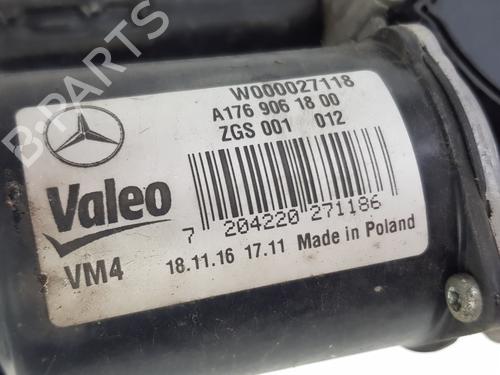 W000027118
A176 906 18 00
ZGS 001 012
Valeo
7 204220 271186
VM4
18.11.16 17.11 Made in Poland
B-PARTS